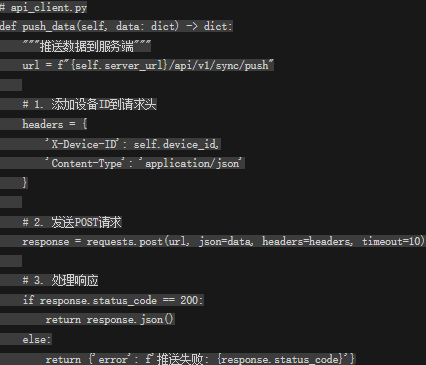 # api_client.py
def push_data(self, data: dict) -> dict:
    """推送数据到服务端"""
    url = f"{self.server_url}/api/v1/sync/push"
    # 1. 添加设备ID到请求头
    headers = {
        'X-Device-ID': self.device_id,
        'Content-Type': 'application/json'
    }
    # 2. 发送POST请求
    response = requests.post(url, json=data, headers=headers, timeout=10)
    # 3. 处理响应
    if response.status_code == 200:
        return response.json()
    else:
        return {'error': f'推送失败: {response.status_code}'}